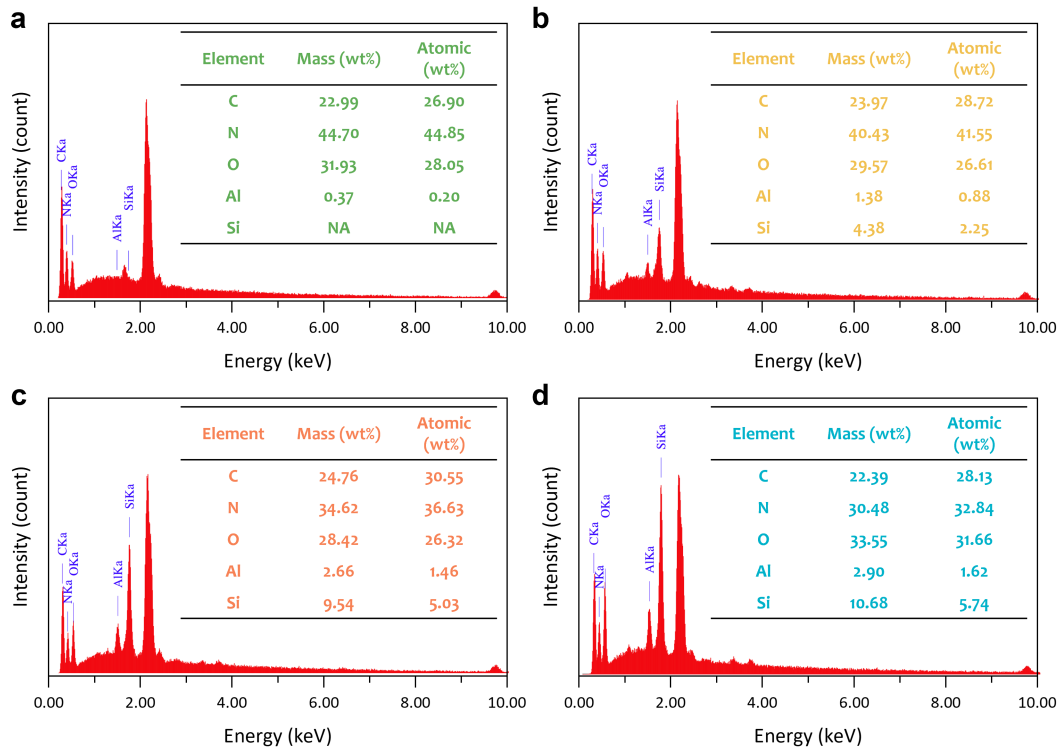 a
Element Mass (wt%) Atomic (wt%)
C 22.99 26.90
N 44.70 44.85
O 31.93 28.05
Al 0.37 0.20
Si NA NA
CKa
NKa
OKa
AlKa
SiKa
Intensity (count)
0.00 2.00 4.00 6.00 8.00 10.00
Energy (keV)
b
Element Mass (wt%) Atomic (wt%)
C 23.97 28.72
N 40.43 41.55
O 29.57 26.61
Al 1.38 0.88
Si 4.38 2.25
CKa
NKa
OKa
AlKa
SiKa
Intensity (count)
0.00 2.00 4.00 6.00 8.00 10.00
Energy (keV)
c
Element Mass (wt%) Atomic (wt%)
C 24.76 30.55
N 34.62 36.63
O 28.42 26.32
Al 2.66 1.46
Si 9.54 5.03
CKa
NKa
OKa
AlKa
SiKa
Intensity (count)
0.00 2.00 4.00 6.00 8.00 10.00
Energy (keV)
d
Element Mass (wt%) Atomic (wt%)
C 22.39 28.13
N 30.48 32.84
O 33.55 31.66
Al 2.90 1.62
Si 10.68 5.74
CKa
NKa
OKa
AlKa
SiKa
Intensity (count)
0.00 2.00 4.00 6.00 8.00 10.00
Energy (keV)